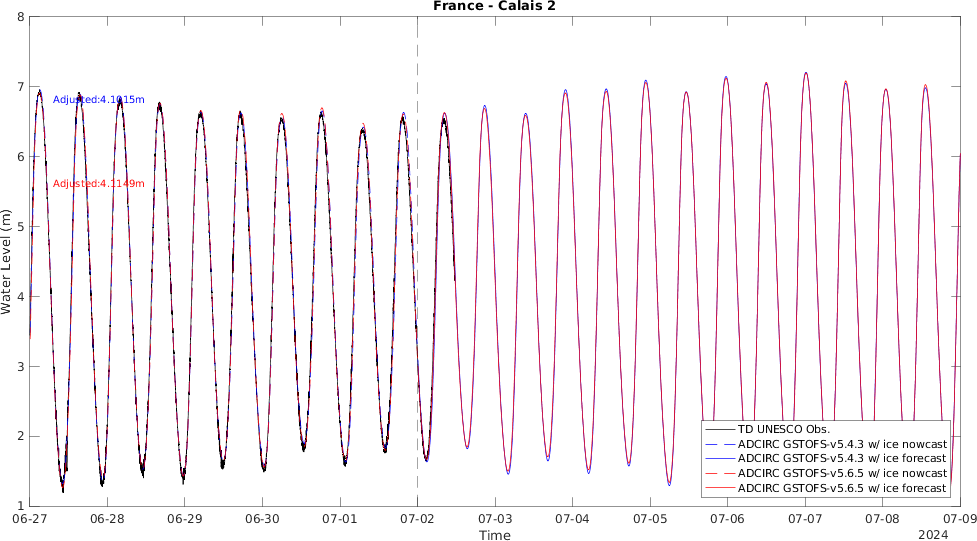 France - Calais 2
8
7
6
5
4
3
2
1
Water Level (m)
Adjusted:4.1015m
Adjusted:4.1149m
TD UNESCO Obs.
ADCIRC GSTOFS-v5.4.3 w/ ice nowcast
ADCIRC GSTOFS-v5.4.3 w/ ice forecast
ADCIRC GSTOFS-v5.6.5 w/ ice nowcast
ADCIRC GSTOFS-v5.6.5 w/ ice forecast
06-27 06-28 06-29 06-30 07-01 07-02 07-03 07-04 07-05 07-06 07-07 07-08 07-09
Time
2024